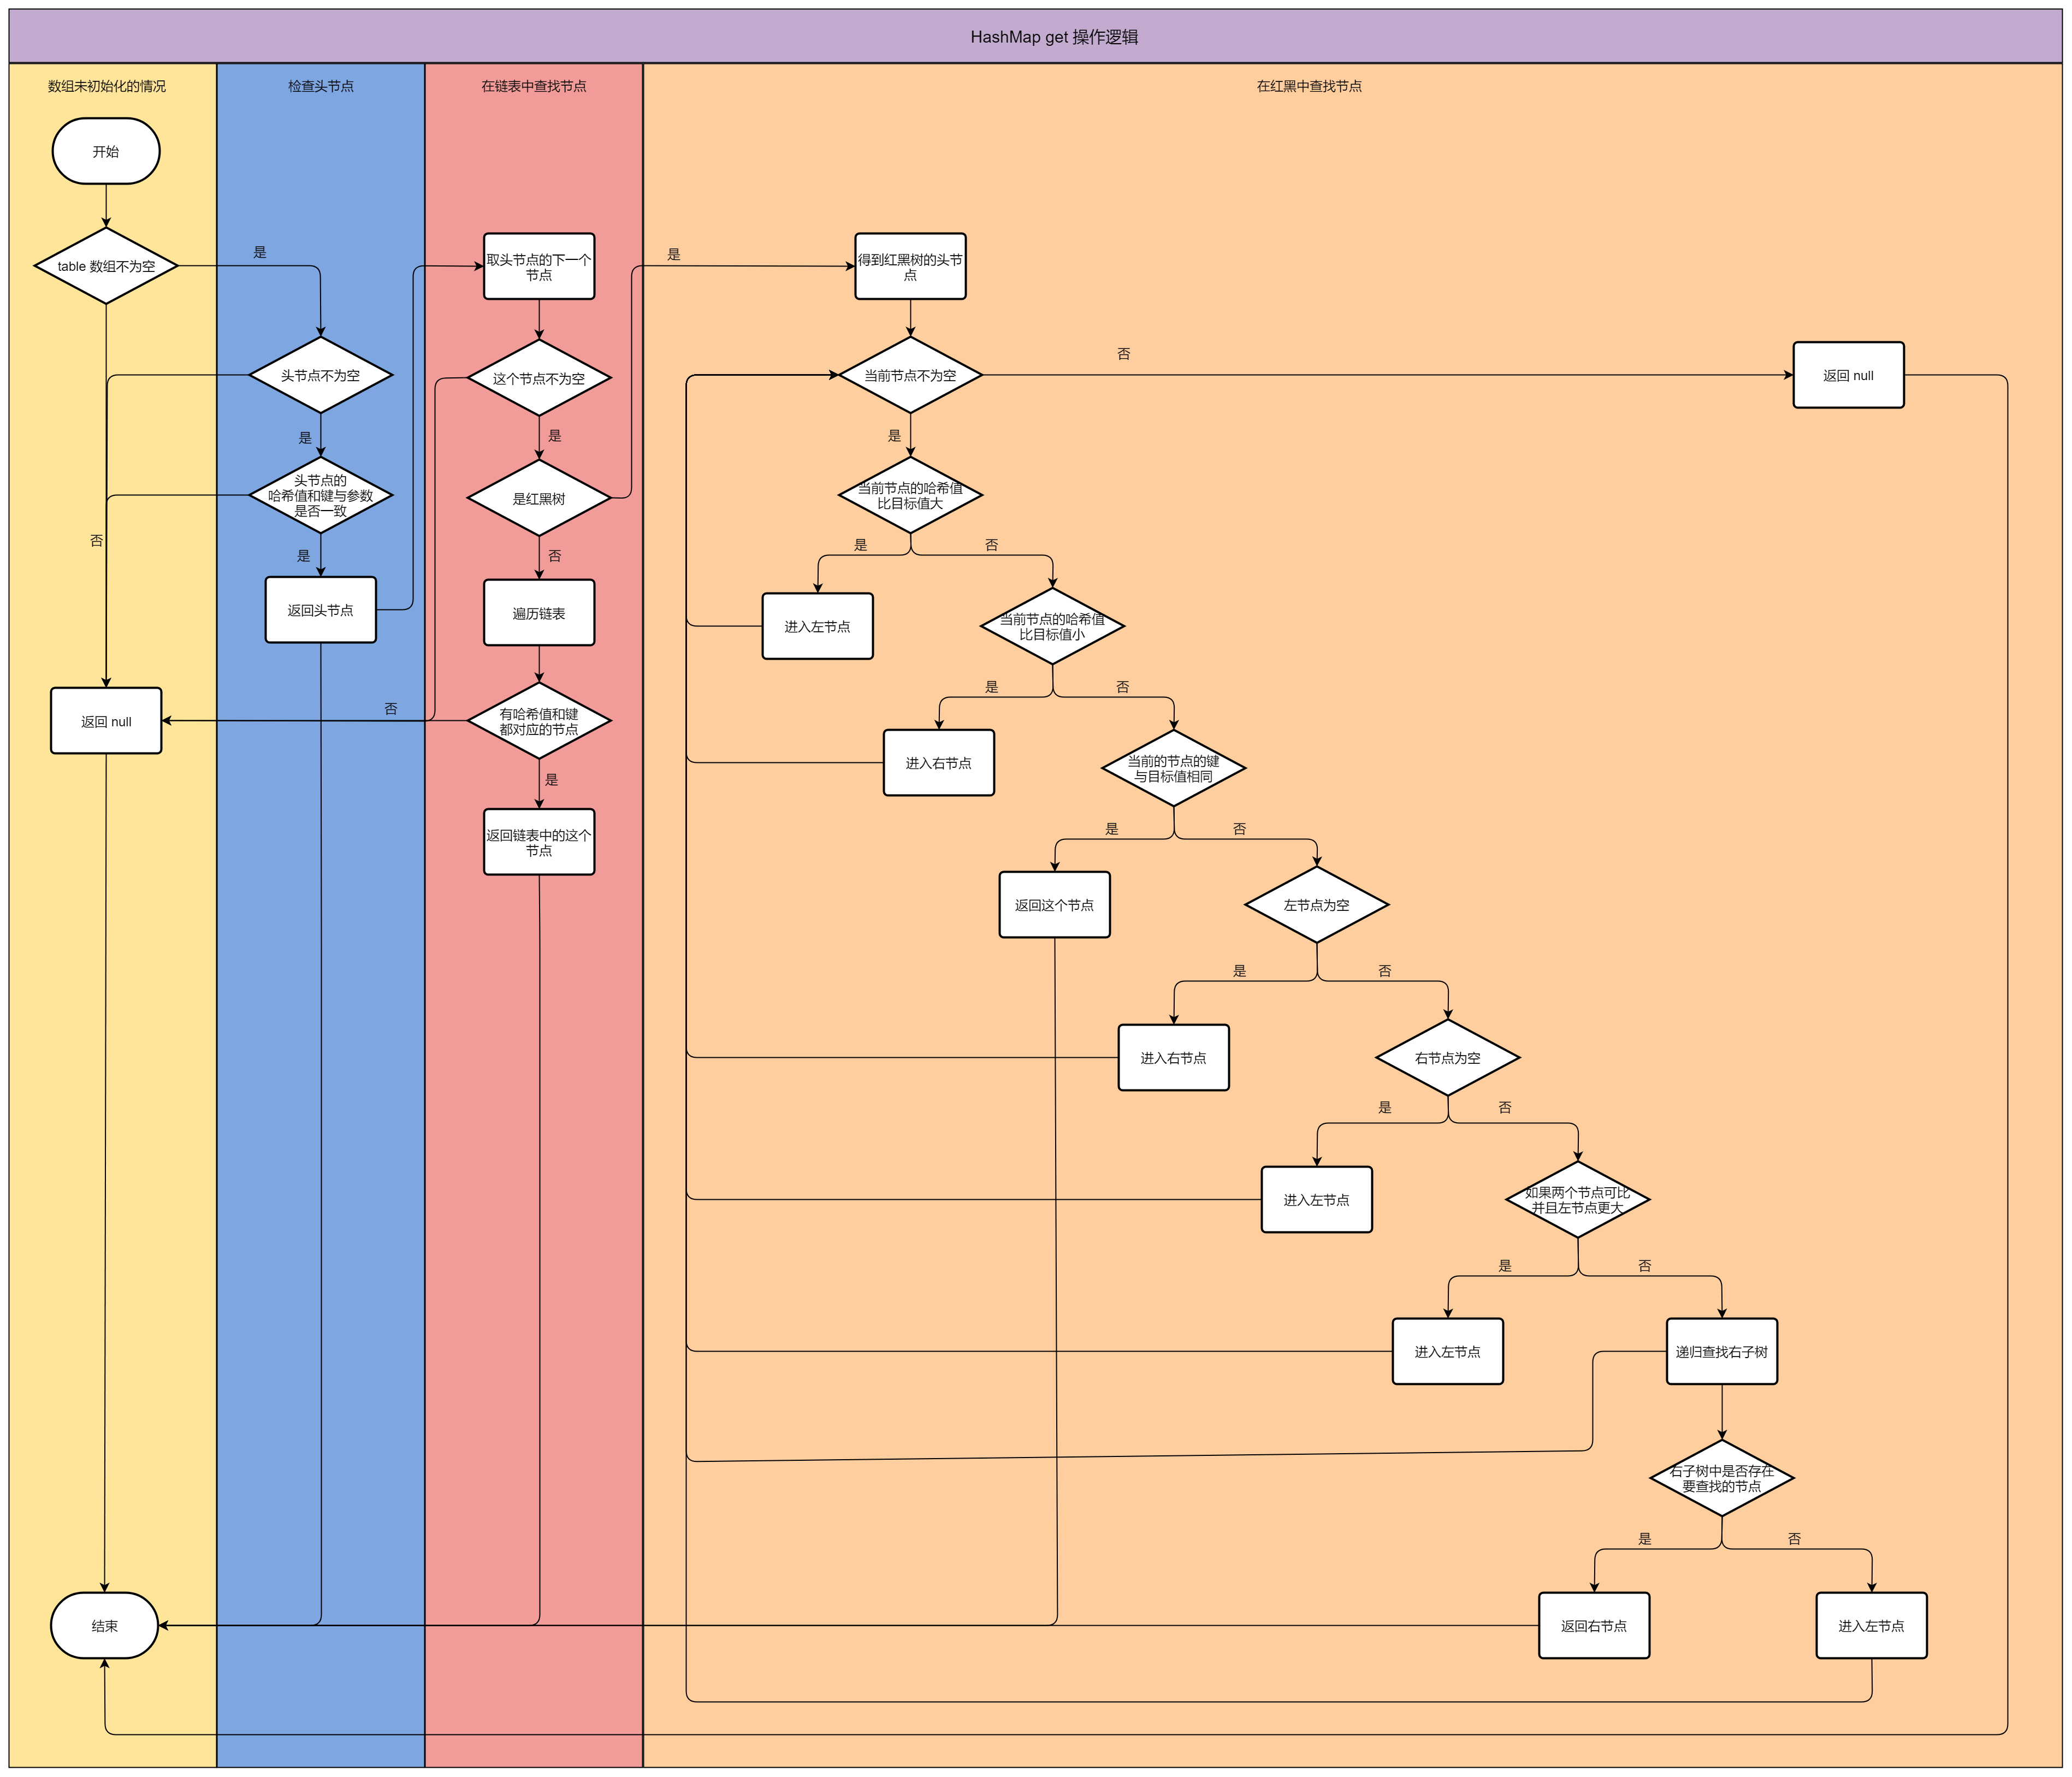 HashMap get 操作逻辑
数组未初始化的情况
开始
table 数组不为空
是
否
返回 null
结束
检查头节点
头节点不为空
是
头节点的
哈希值和键与参数
是否一致
是
返回头节点
在链表中查找节点
取头节点的下一个
节点
这个节点不为空
是
是红黑树
是
否
遍历链表
有哈希值和键
都对应的节点
否
是
返回链表中的这个
节点
在红黑中查找节点
得到红黑树的头节
点
当前节点不为空
否
返回 null
是
当前节点的哈希值
比目标值大
是
否
进入左节点
当前节点的哈希值
比目标值小
是
否
进入右节点
当前的节点的键
与目标值相同
是
否
返回这个节点
左节点为空
是
否
进入右节点
右节点为空
是
否
进入左节点
如果两个节点可比
并且左节点更大
是
否
进入左节点
递归查找右子树
右子树中是否存在
要查找的节点
是
否
返回右节点
进入左节点